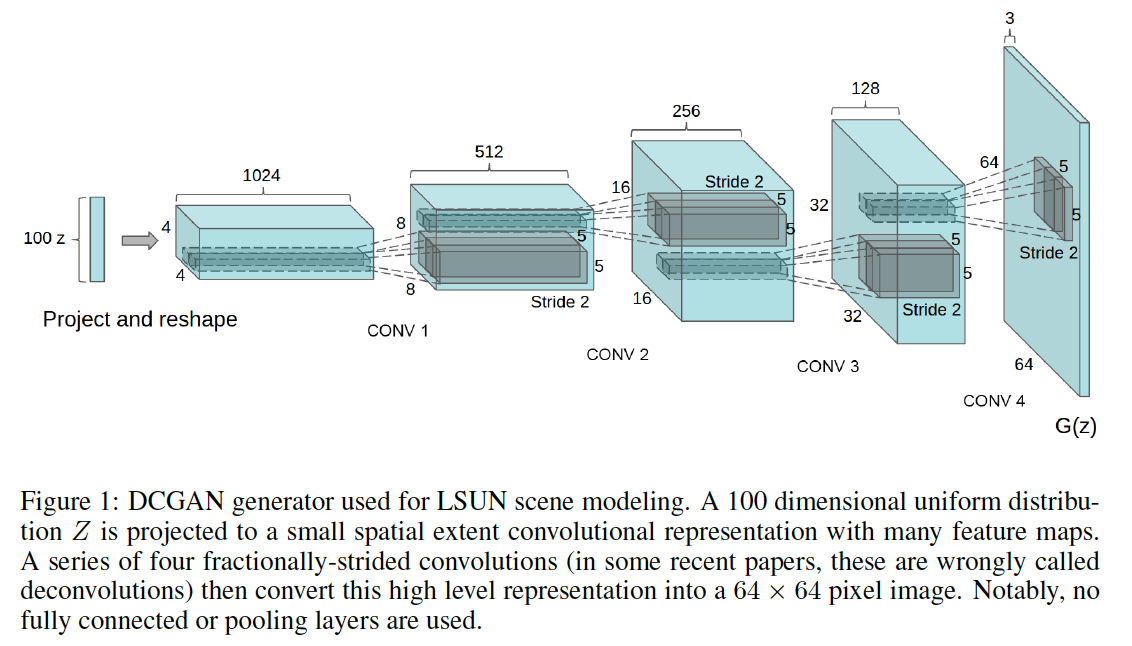 3
128
256
512
1024
64
5
16
Stride 2
5
32
4
8
5
5
100 z
5
5
Stride 2
4
5
5
8
16
Stride 2
32
Stride 2
Project and reshape
CONV 1
CONV 2
CONV 3
64
CONV 4
G(z)
Figure 1: DCGAN generator used for LSUN scene modeling. A 100 dimensional uniform distribu-
tion Z is projected to a small spatial extent convolutional representation with many feature maps.
A series of four fractionally-strided convolutions (in some recent papers, these are wrongly called
deconvolutions) then convert this high level representation into a 64 × 64 pixel image. Notably, no
fully connected or pooling layers are used.